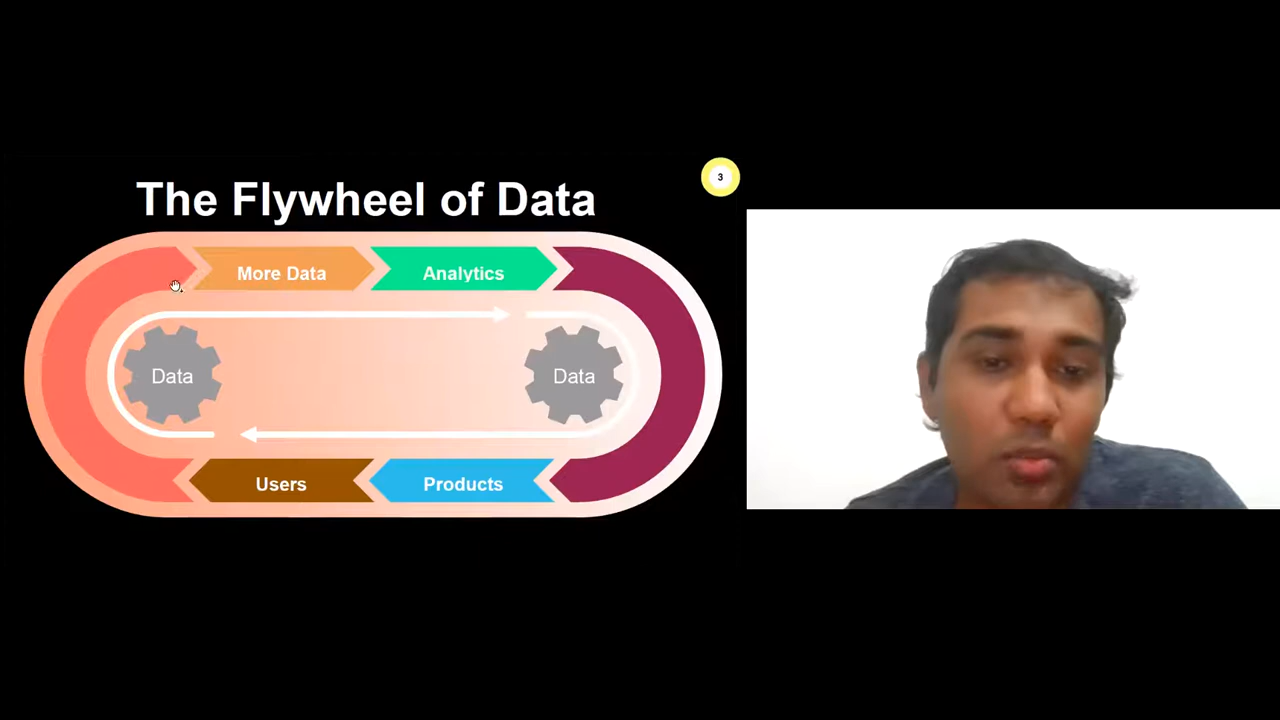 The Flywheel of Data
3
More Data
Analytics
Data
Data
Users
Products